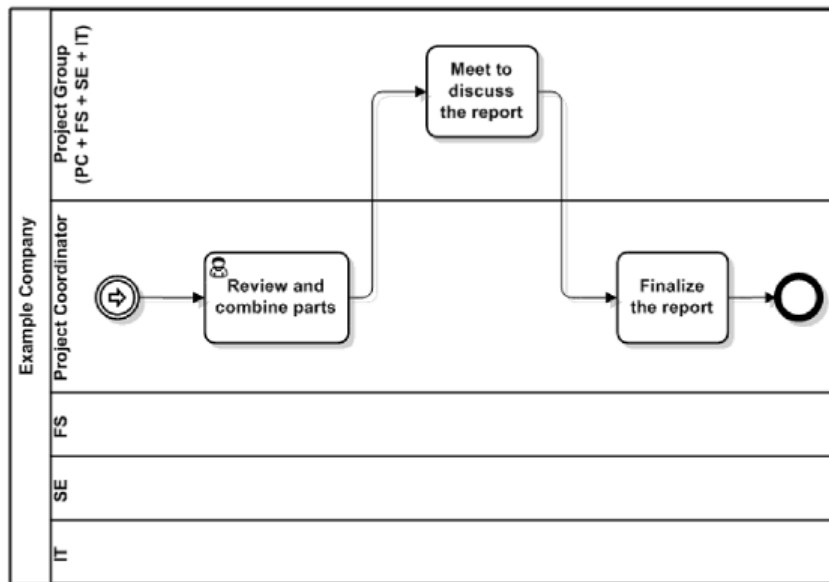 Example Company
Project Group
(PC + FS + SE + IT)
Meet to
discuss
the report
Project Coordinator
Review and
combine parts
Finalize
the report
FS
SE
IT